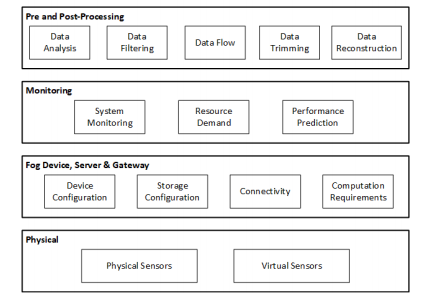 Pre and Post-Processing
Data
Analysis
Data
Filtering
Data Flow
Data
Trimming
Data
Reconstruction
Monitoring
System
Monitoring
Resource
Demand
Performance
Prediction
Fog Device, Server & Gateway
Device
Configuration
Storage
Configuration
Connectivity
Computation
Requirements
Physical
Physical Sensors
Virtual Sensors